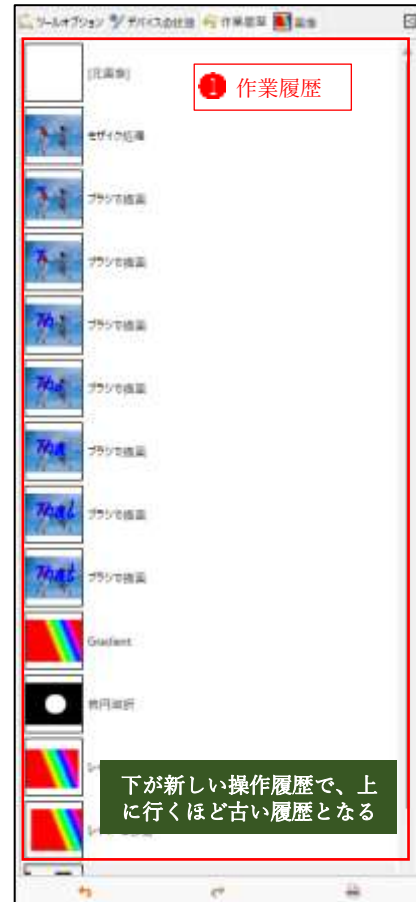 ツールオプション デバイスの状態 作業履歴 画像
[元画像]
1 作業履歴
モザイク処理
ブラシで描画
ブラシで描画
ブラシで描画
ブラシで描画
ブラシで描画
ブラシで描画
ブラシで描画
Gradient
楕円選択
下が新しい操作履歴で、上
に行くほど古い履歴となる